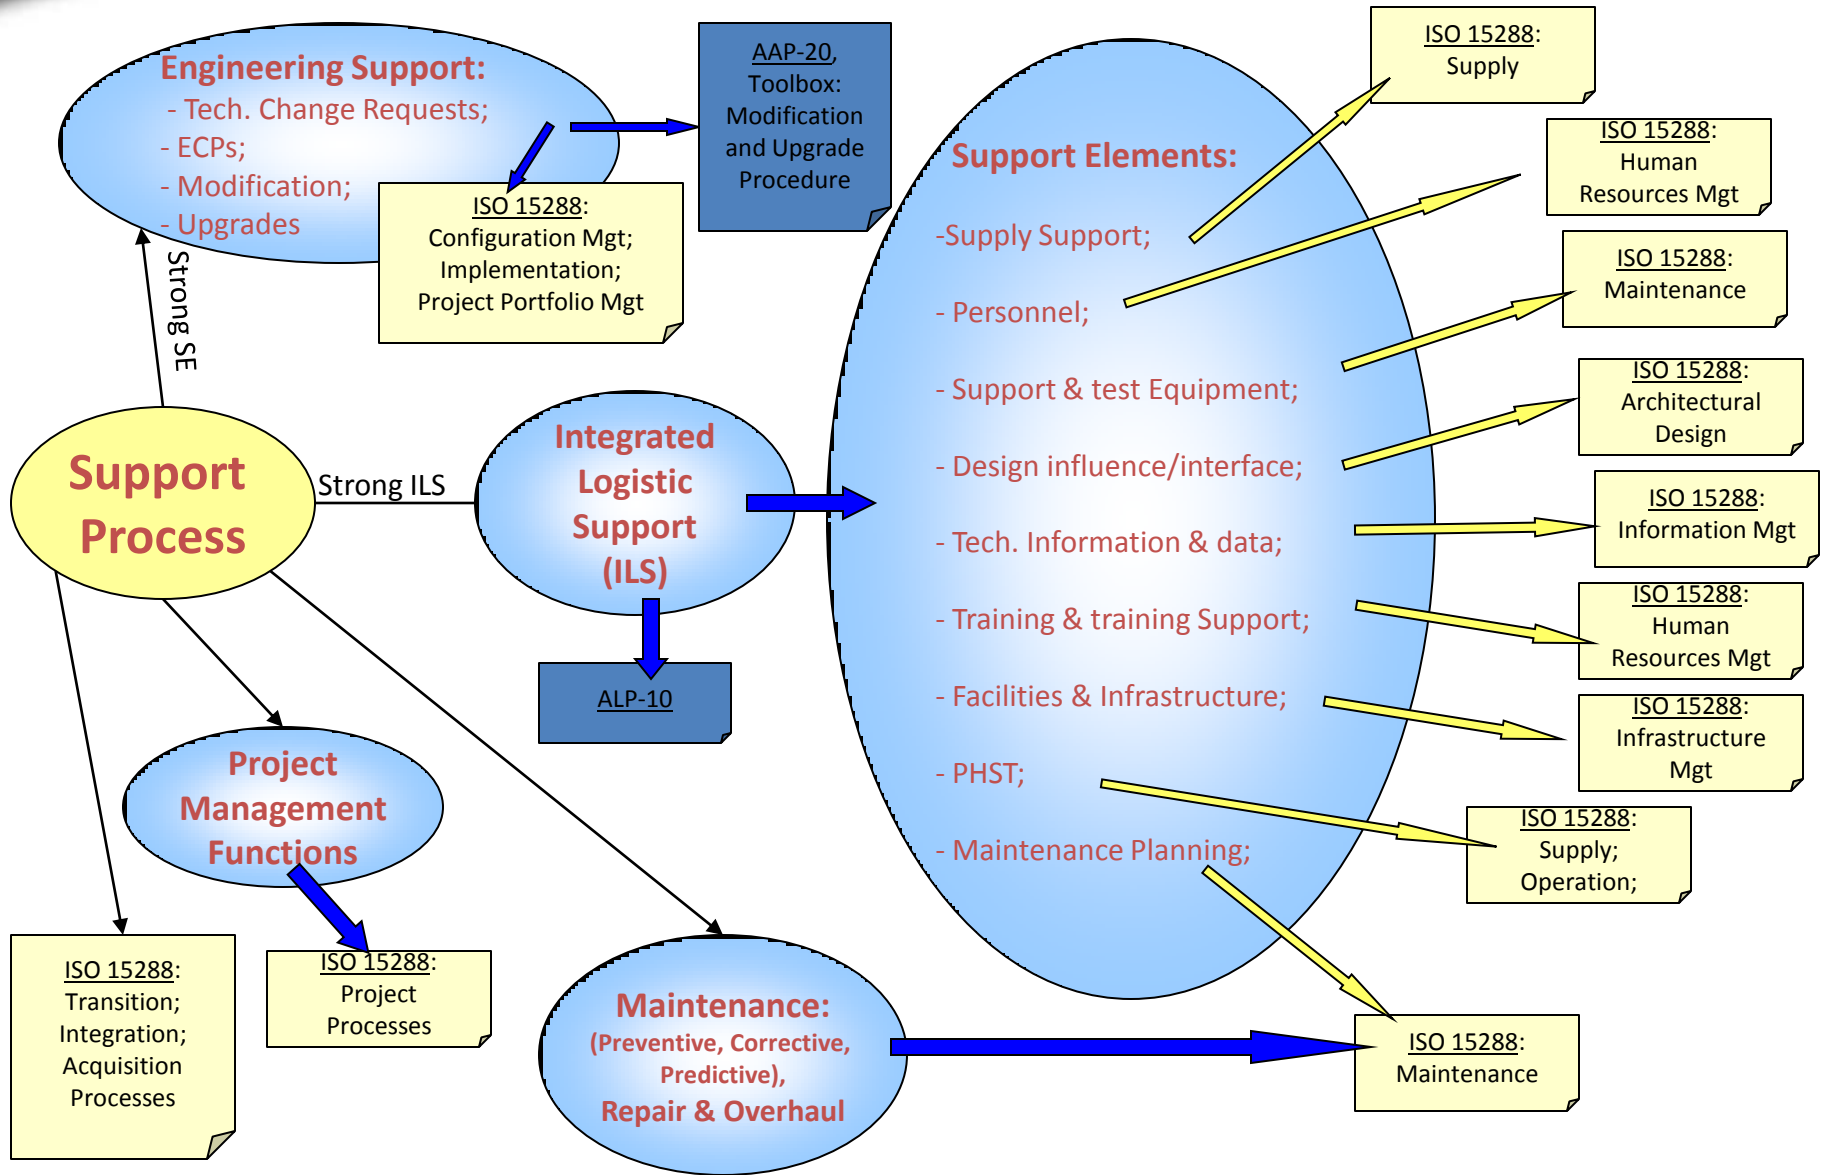 Engineering Support:
- Tech. Change Requests;
- ECPs;
- Modification;
- Upgrades
AAP-20,
Toolbox:
Modification
and Upgrade
Procedure
ISO 15288:
Configuration Mgt;
Implementation;
Project Portfolio Mgt
Strong SE
Support
Process
Strong ILS
Integrated
Logistic
Support
(ILS)
ALP-10
Project
Management
Functions
ISO 15288:
Transition;
Integration;
Acquisition
Processes
ISO 15288:
Project
Processes
Maintenance:
(Preventive, Corrective,
Predictive),
Repair & Overhaul
Support Elements:
-Supply Support;
- Personnel;
- Support & test Equipment;
- Design influence/interface;
- Tech. Information & data;
- Training & training Support;
- Facilities & Infrastructure;
- PHST;
- Maintenance Planning;
ISO 15288:
Supply
ISO 15288:
Human
Resources Mgt
ISO 15288:
Maintenance
ISO 15288:
Architectural
Design
ISO 15288:
Information Mgt
ISO 15288:
Human
Resources Mgt
ISO 15288:
Infrastructure
Mgt
ISO 15288:
Supply;
Operation;
ISO 15288:
Maintenance